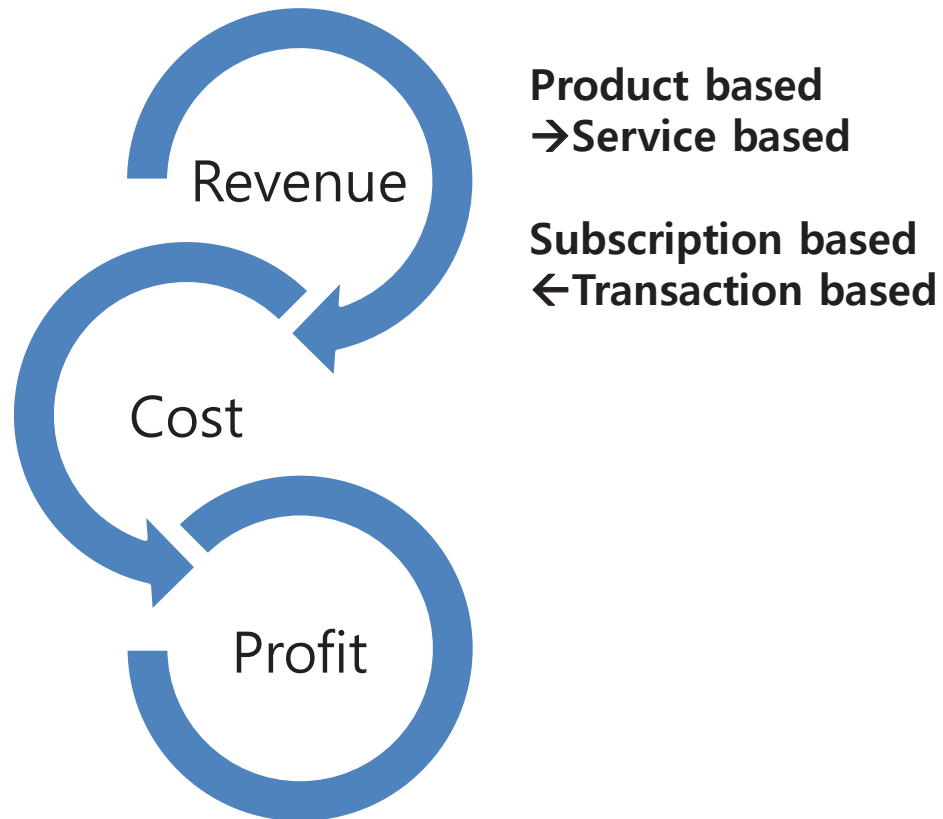 Product based
→Service based
Revenue
Subscription based
←Transaction based
Cost
Profit